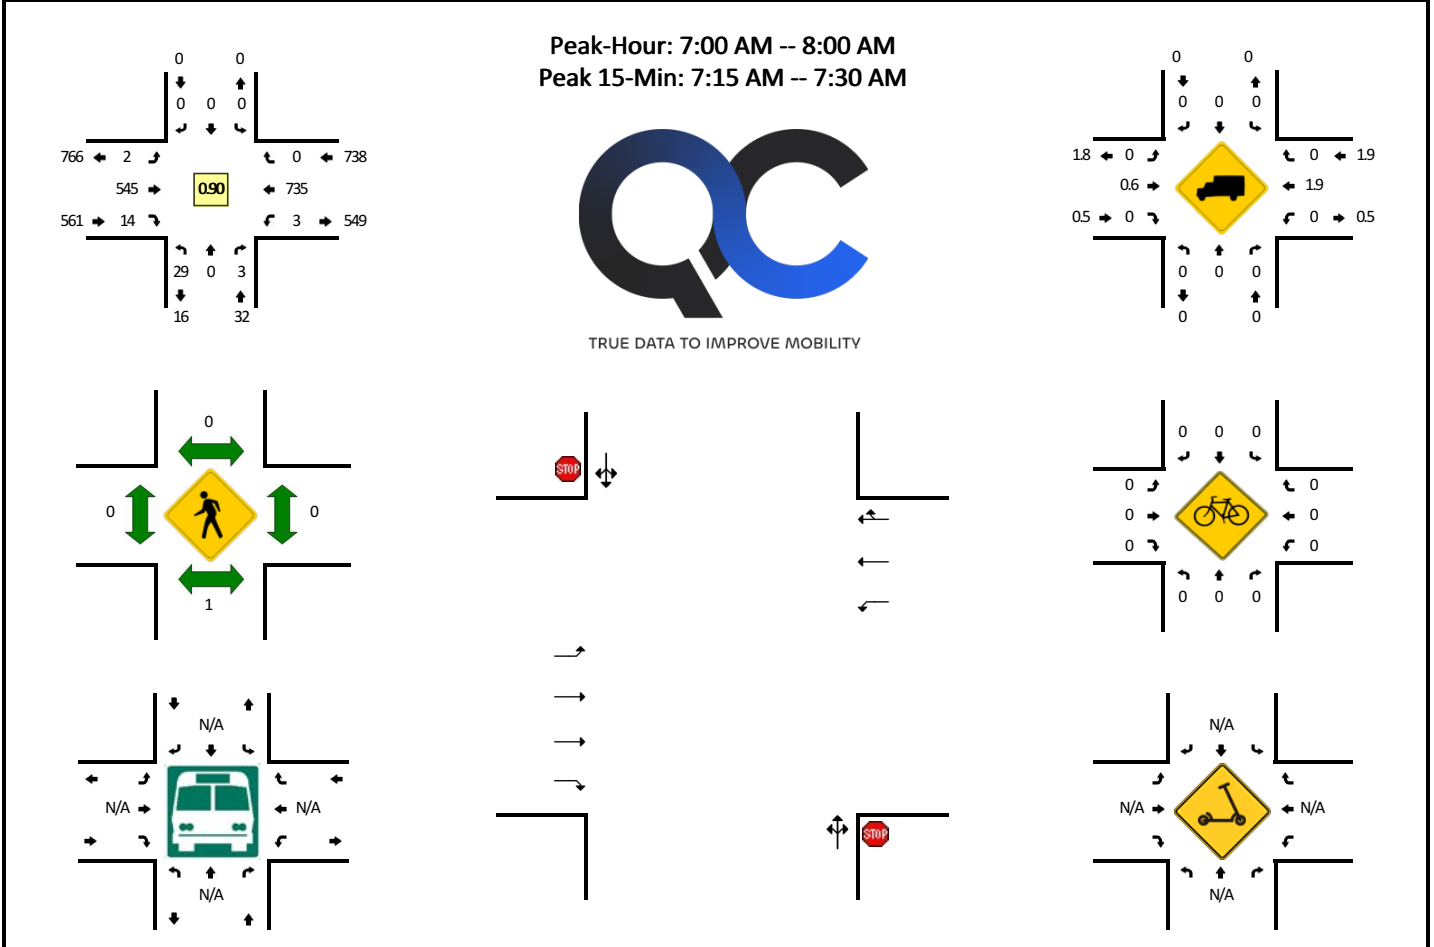 Peak-Hour: 7:00 AM -- 8:00 AM
Peak 15-Min: 7:15 AM -- 7:30 AM
0 0
0 0 0
766 2 0 738
545 0.90 735
561 14 3 549
29 0 3
16 32
0 0
0 0 0
1.8 0 0 1.9
0.6 1.9
0.5 0 0 0.5
0 0 0
0 0
TRUE DATA TO IMPROVE MOBILITY
0
0 0
1
STOP
STOP
0 0 0
0 0
0 0
0 0
0 0 0
N/A
N/A N/A
N/A
N/A
N/A N/A
N/A